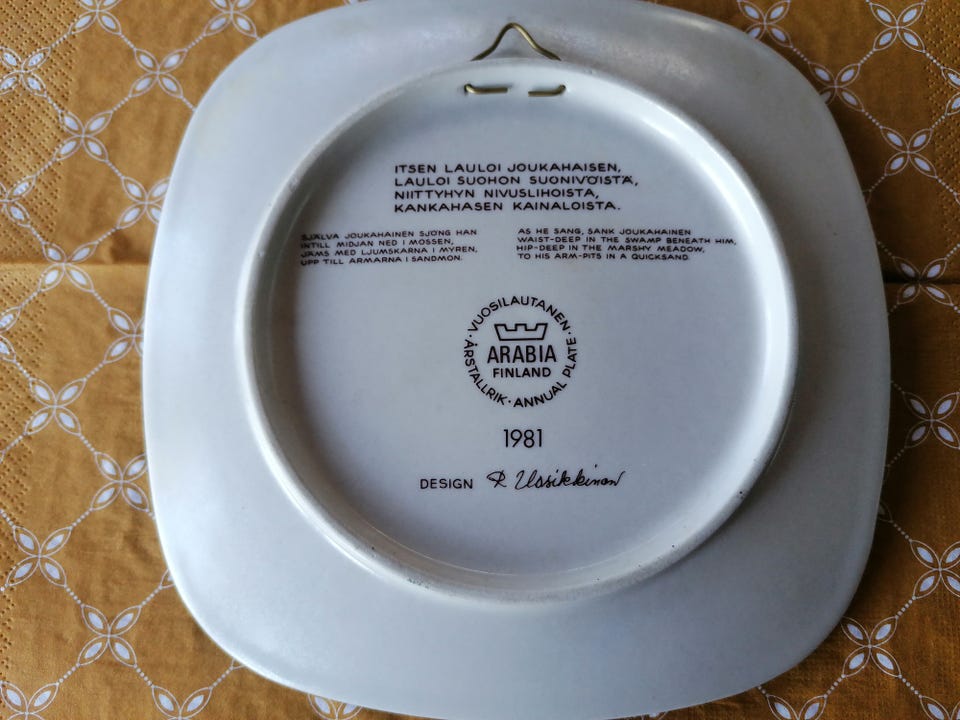 ITSEN LAULOI JOUKAHAISEN,
LAULOI SUOHON SUONIVÖISTÄ,
NIITTYHYN NIVUSLIHOISTA,
KANKAHASEN KAINALOISTA.
SJÄLVA JOUKAHAINEN SJÖNG HAN
INTILL MIDJAN NED I MOSSEN,
JÄMS MED LJUMSKARNA I MYREN,
UPP TILL ARMARNA I SANDMON.
AS HE SANG, SANK JOUKAHAINEN
WAIST-DEEP IN THE SWAMP BENEATH HIM,
HIP-DEEP IN THE MARSHY MEADOW,
TO HIS ARM-PITS IN A QUICKSAND.
· VUOSILAUTANEN ·
ARABIA
FINLAND
ÅRSTALLRIK · ANNUAL PLATE
1981
DESIGN R Uosikkinen